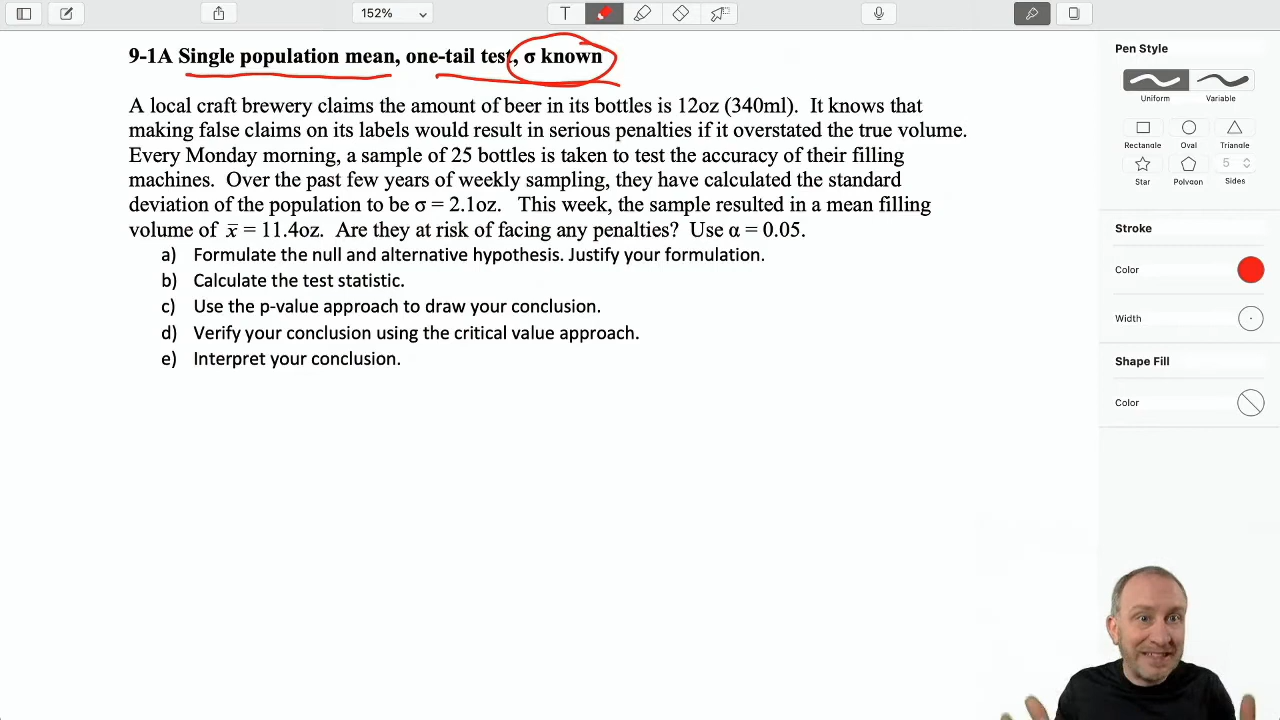 152%
T
9-1A Single population mean, one-tail test, σ known
A local craft brewery claims the amount of beer in its bottles is 12oz (340ml). It knows that
making false claims on its labels would result in serious penalties if it overstated the true volume.
Every Monday morning, a sample of 25 bottles is taken to test the accuracy of their filling
machines. Over the past few years of weekly sampling, they have calculated the standard
deviation of the population to be σ = 2.1oz. This week, the sample resulted in a mean filling
volume of x̅ = 11.4oz. Are they at risk of facing any penalties? Use α = 0.05.
a) Formulate the null and alternative hypothesis. Justify your formulation.
b) Calculate the test statistic.
c) Use the p-value approach to draw your conclusion.
d) Verify your conclusion using the critical value approach.
e) Interpret your conclusion.
Pen Style
Uniform Variable
Rectangle Oval Triangle
5
Star Polygon Sides
Stroke
Color
Width
Shape Fill
Color